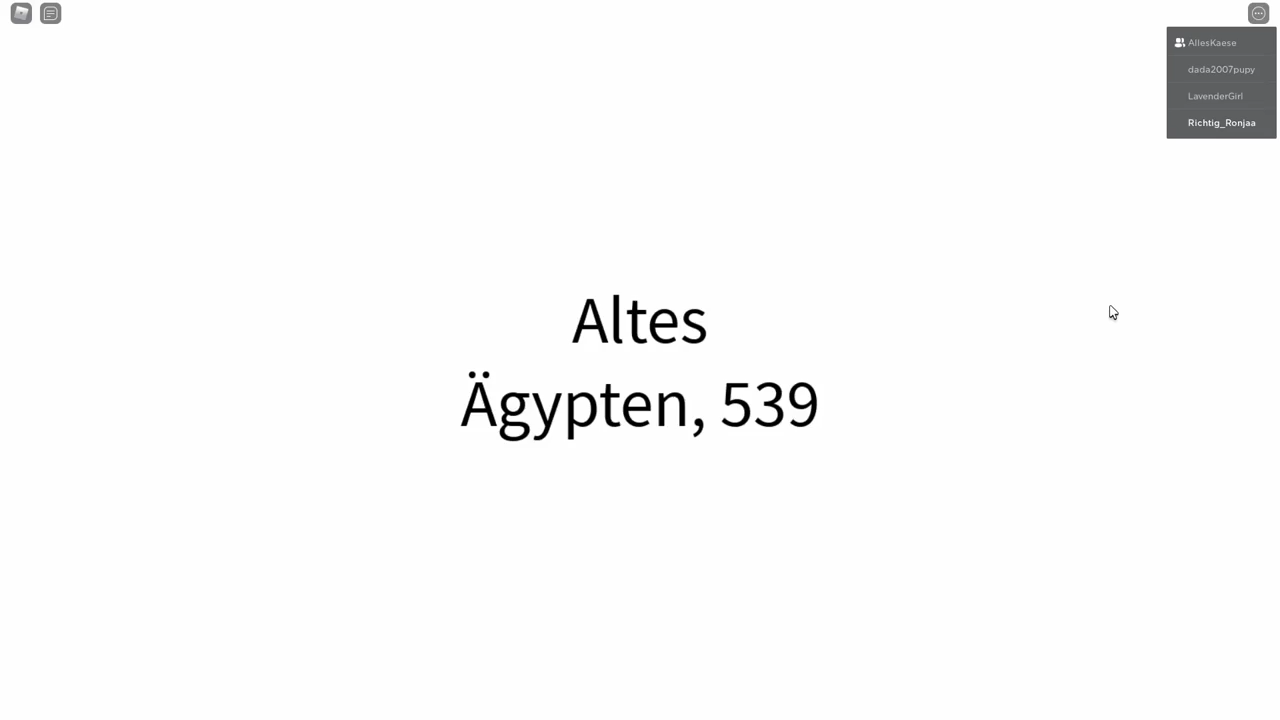 AllesKaese
dada2007pupy
LavenderGirl
Richtig_Ronjaa
Altes
Ägypten, 539